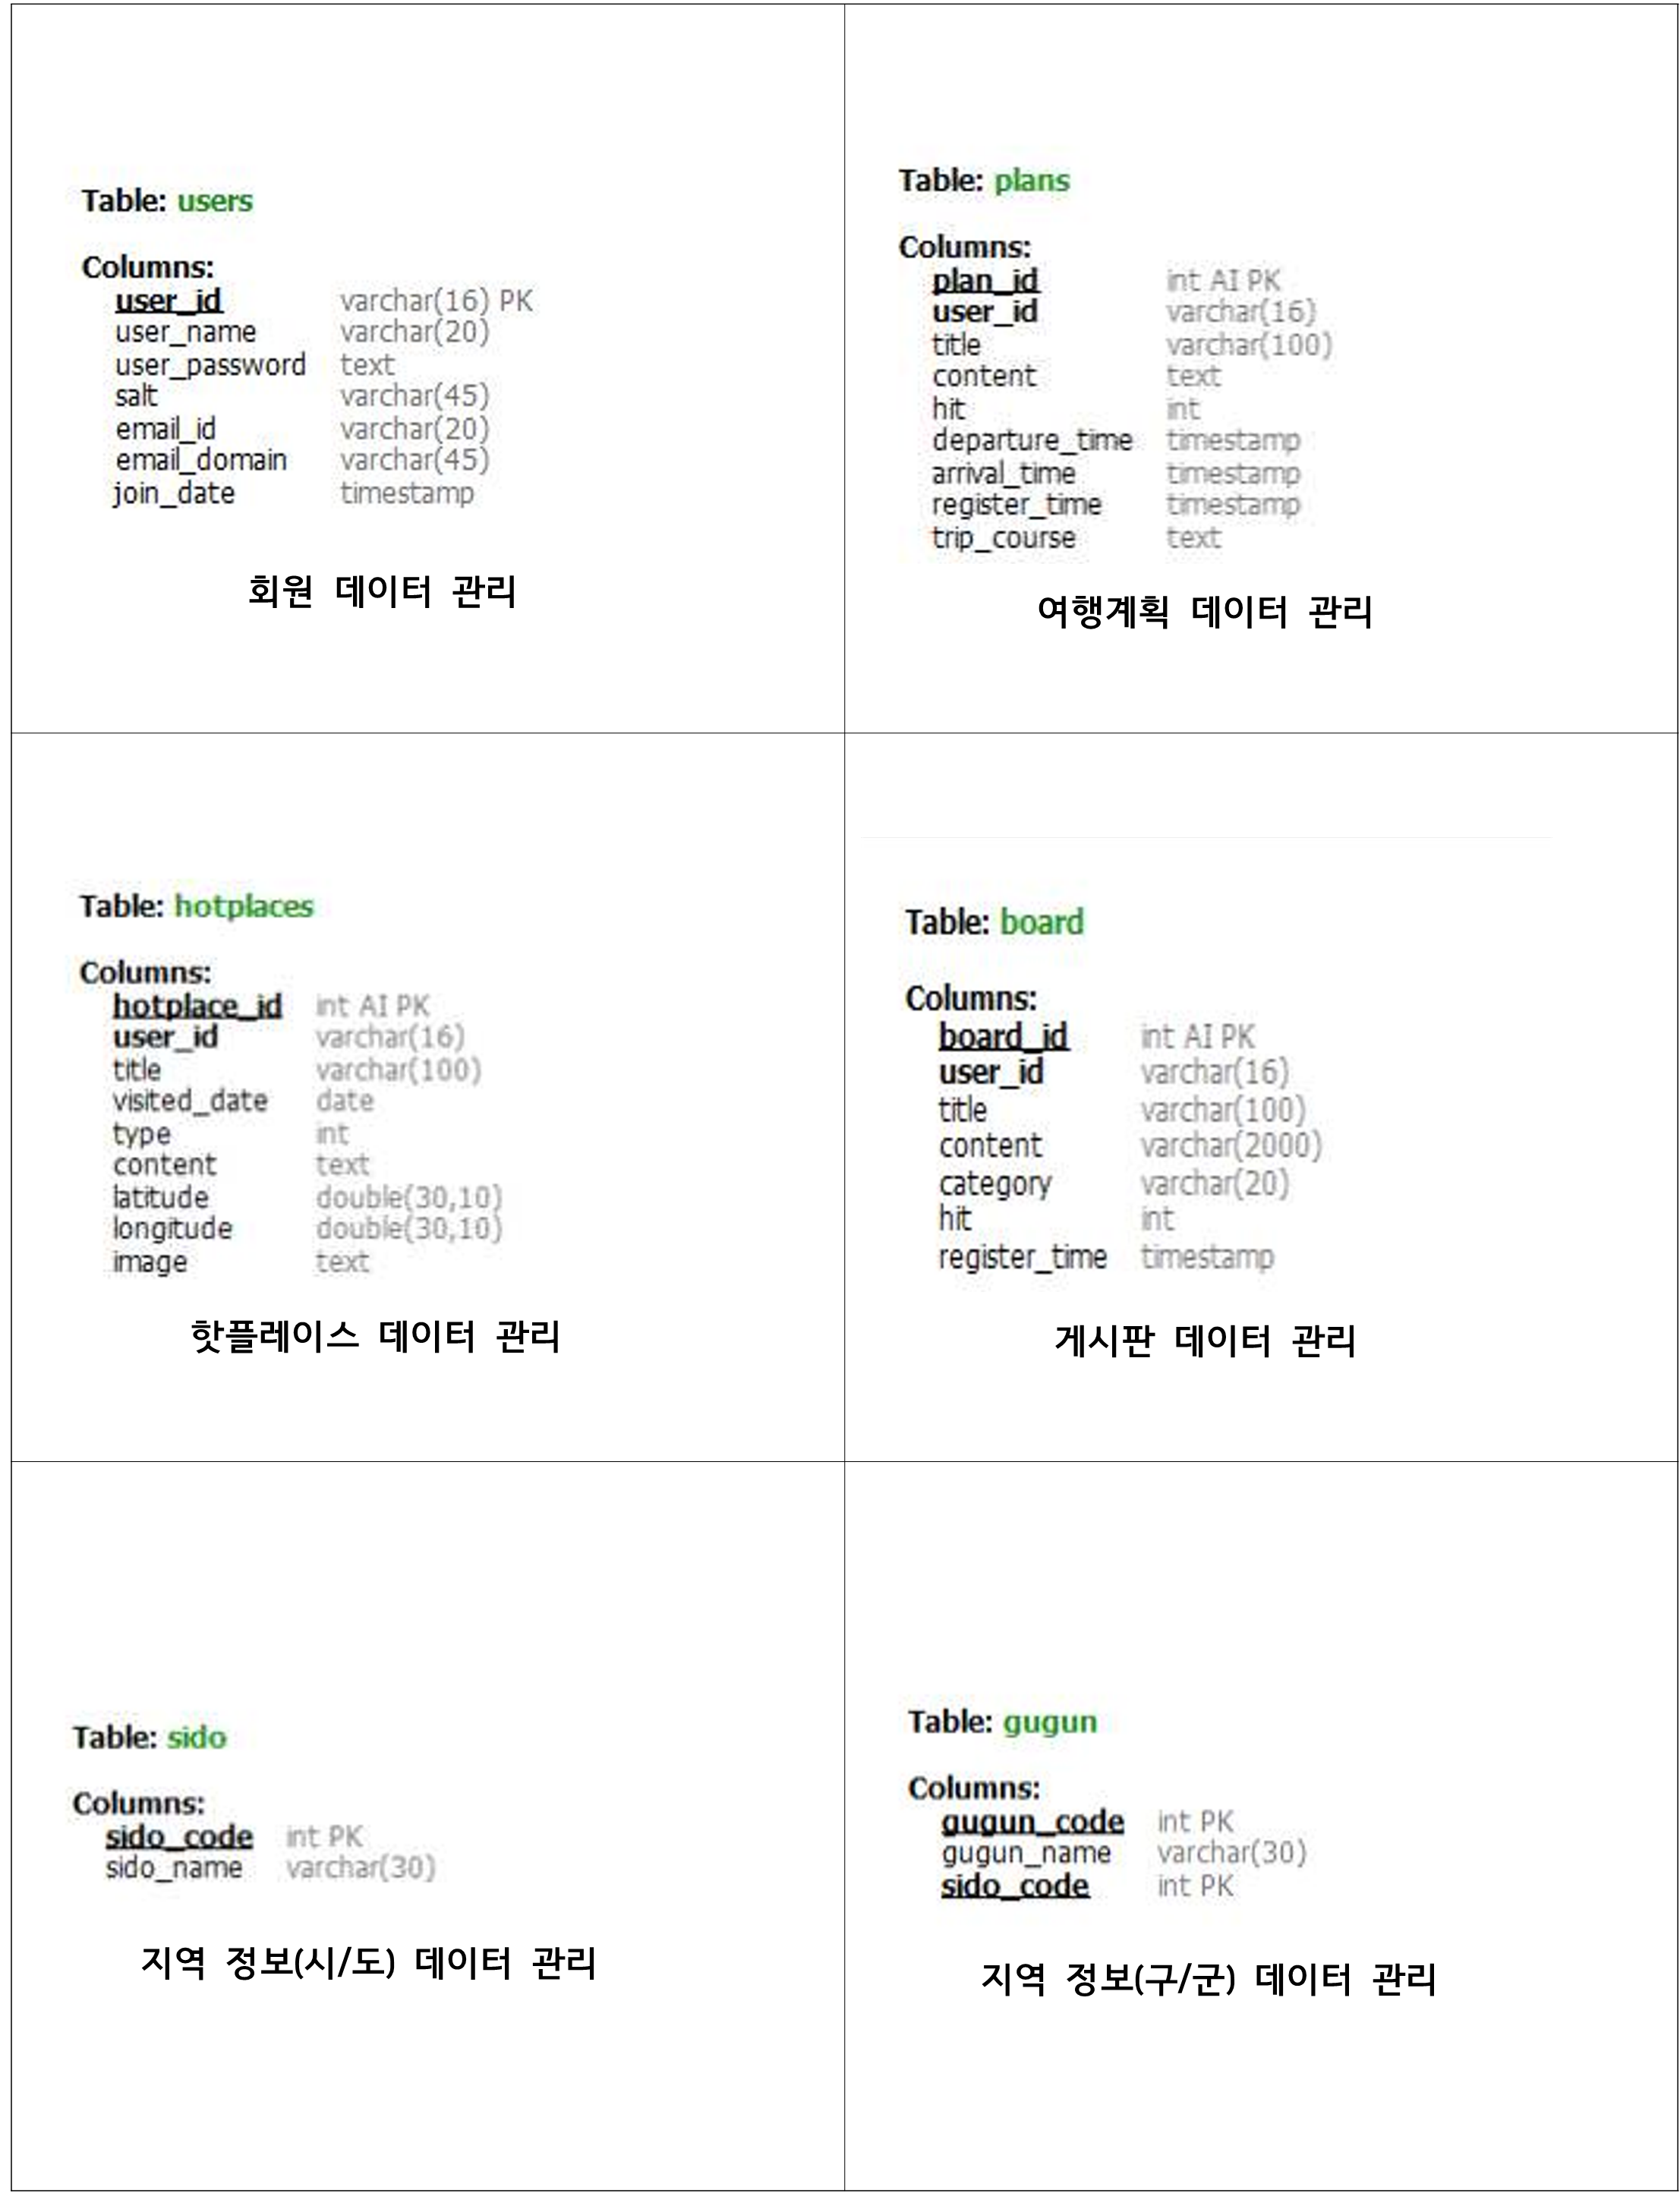 Table: users
Columns:
user_id varchar(16) PK
user_name varchar(20)
user_password text
salt varchar(45)
email_id varchar(20)
email_domain varchar(45)
join_date timestamp
회원 데이터 관리
Table: plans
Columns:
plan_id int AI PK
user_id varchar(16)
title varchar(100)
content text
hit int
departure_time timestamp
arrival_time timestamp
register_time timestamp
trip_course text
여행계획 데이터 관리
Table: hotplaces
Columns:
hotplace_id int AI PK
user_id varchar(16)
title varchar(100)
visited_date date
type int
content text
latitude double(30,10)
longitude double(30,10)
image text
핫플레이스 데이터 관리
Table: board
Columns:
board_id int AI PK
user_id varchar(16)
title varchar(100)
content varchar(2000)
category varchar(20)
hit int
register_time timestamp
게시판 데이터 관리
Table: sido
Columns:
sido_code int PK
sido_name varchar(30)
지역 정보(시/도) 데이터 관리
Table: gugun
Columns:
gugun_code int PK
gugun_name varchar(30)
sido_code int PK
지역 정보(구/군) 데이터 관리